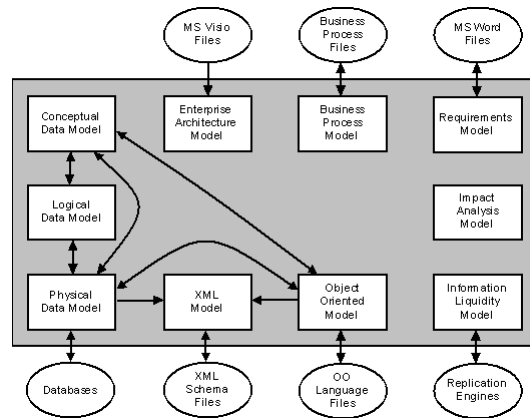 MS Visio
Files
Business
Process Files
MS Word
Files
Conceptual
Data Model
Enterprise
Architecture
Model
Business
Process
Model
Requirements
Model
Logical
Data Model
Impact
Analysis
Model
Physical
Data Model
XML
Model
Object
Oriented
Model
Information
Liquidity
Model
Databases
XML
Schema
Files
OO
Language
Files
Replication
Engines